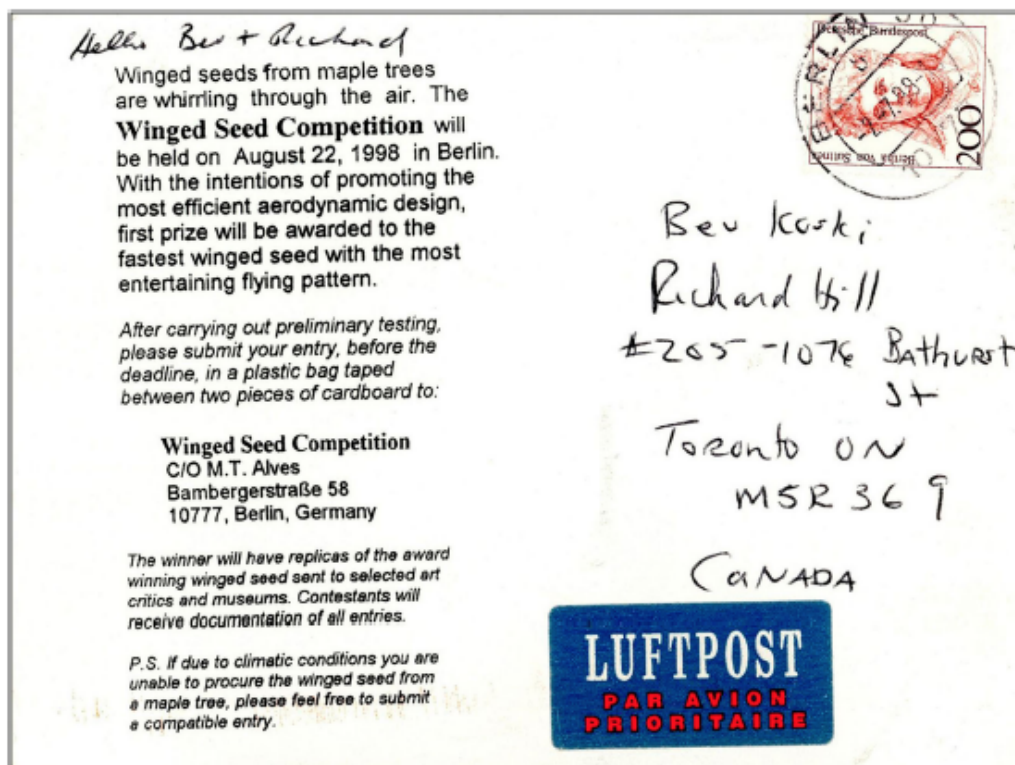 Hello Bev + Richard
Winged seeds from maple trees
are whirrling through the air. The
Winged Seed Competition will
be held on August 22, 1998 in Berlin.
With the intentions of promoting the
most efficient aerodynamic design,
first prize will be awarded to the
fastest winged seed with the most
entertaining flying pattern.
After carrying out preliminary testing,
please submit your entry, before the
deadline, in a plastic bag taped
between two pieces of cardboard to:
Winged Seed Competition
C/O M.T. Alves
Bambergerstraße 58
10777, Berlin, Germany
The winner will have replicas of the award
winning winged seed sent to selected art
critics and museums. Contestants will
receive documentation of all entries.
P.S. If due to climatic conditions you are
unable to procure the winged seed from
a maple tree, please feel free to submit
a compatible entry.
Deutsche Bundespost
200
Bertha von Suttner
BERLIN
Bev Koski
Richard Hill
#205-1076 Bathurst
St
Toronto ON
M5R 3G9
CANADA
LUFTPOST
PAR AVION
PRIORITAIRE